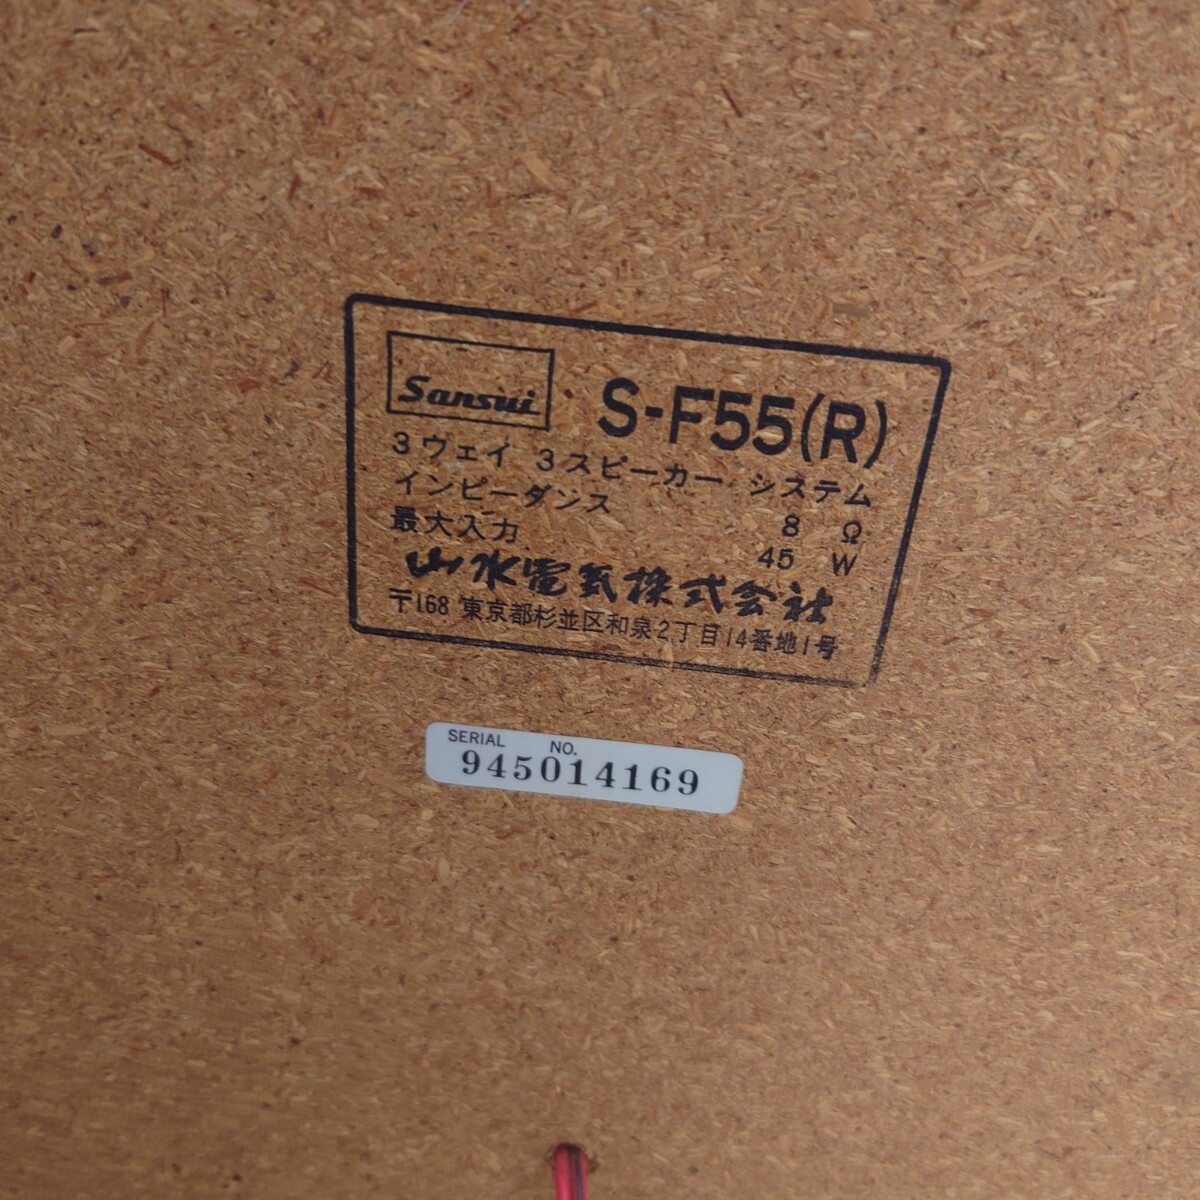 Sansui S-F55(R)
3ウェイ 3スピーカー システム
インピーダンス 8 Ω
最大入力 45 W
山水電気株式会社
〒168 東京都杉並区和泉2丁目14番地1号
SERIAL NO.
945014169